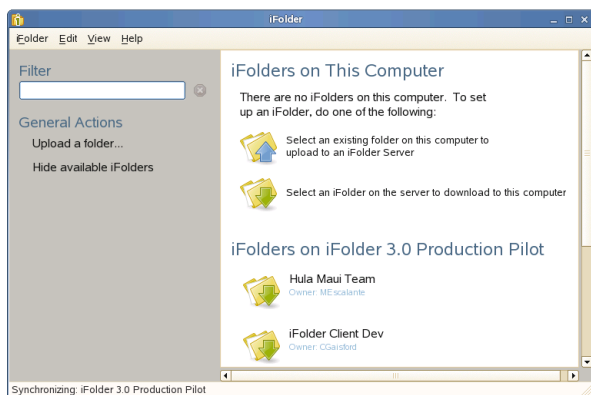 iFolder
iFolder Edit View Help
Filter
General Actions
Upload a folder...
Hide available iFolders
iFolders on This Computer
There are no iFolders on this computer. To set
up an iFolder, do one of the following:
Select an existing folder on this computer to
upload to an iFolder Server
Select an iFolder on the server to download to this computer
iFolders on iFolder 3.0 Production Pilot
Hula Maui Team
Owner: MEscalante
iFolder Client Dev
Owner: CGaisford
Synchronizing: iFolder 3.0 Production Pilot